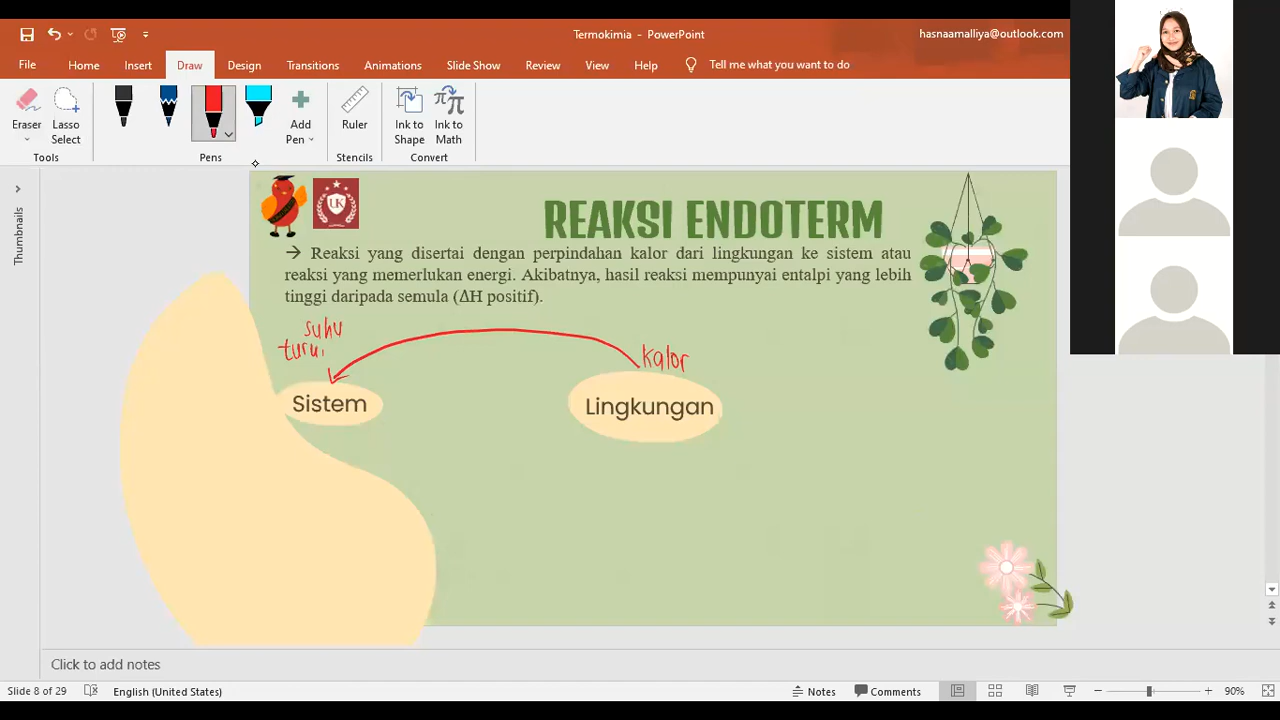 Termokimia - PowerPoint
hasnaamalliya@outlook.com
File Home Insert Draw Design Transitions Animations Slide Show Review View Help Tell me what you want to do
Eraser
Lasso Select
Add Pen
Ruler
Ink to Shape
Ink to Math
Tools
Pens
Stencils
Convert
Thumbnails
UK
REAKSI ENDOTERM
→ Reaksi yang disertai dengan perpindahan kalor dari lingkungan ke sistem atau
reaksi yang memerlukan energi. Akibatnya, hasil reaksi mempunyai entalpi yang lebih
tinggi daripada semula (ΔH positif).
suhu
turun
kalor
Sistem
Lingkungan
Click to add notes
Slide 8 of 29
English (United States)
Notes
Comments
90%